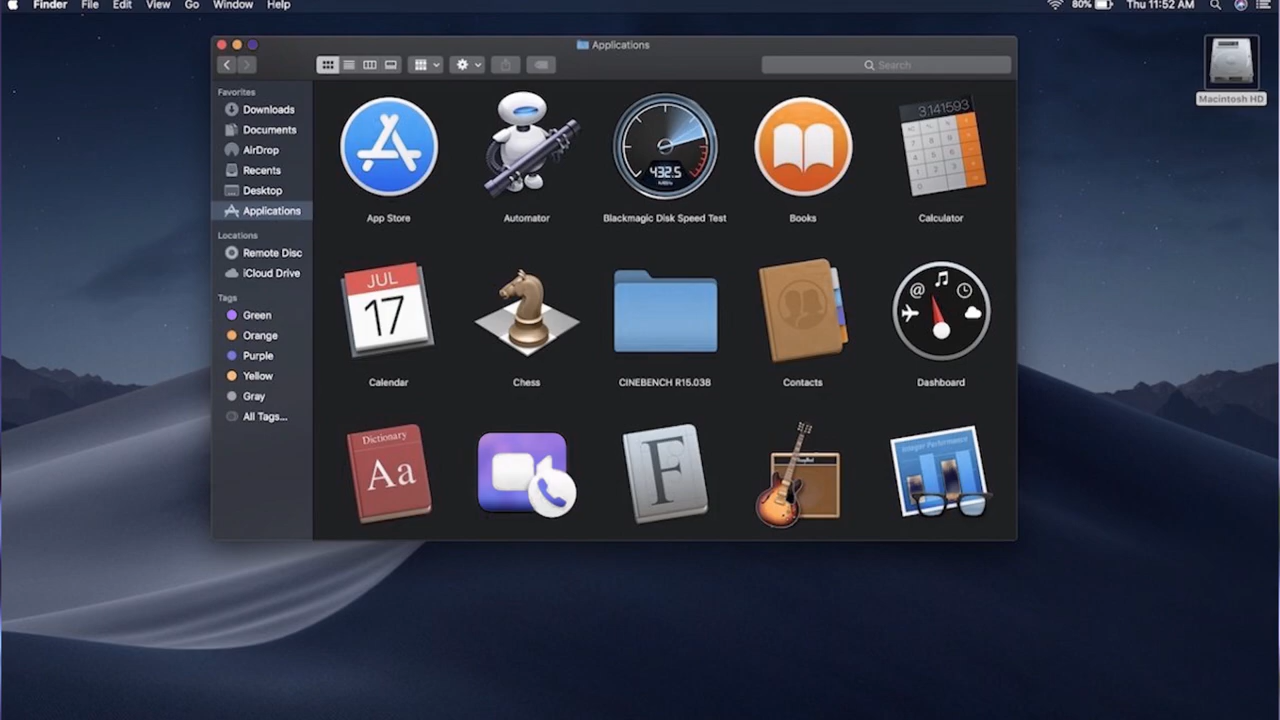 Finder File Edit View Go Window Help 80% Thu 11:52 AM
Applications
Search
Macintosh HD
Favorites
Downloads
Documents
AirDrop
Recents
Desktop
Applications
Locations
Remote Disc
iCloud Drive
Tags
Green
Orange
Purple
Yellow
Gray
All Tags...
432.5
3.141593
App Store Automator Blackmagic Disk Speed Test Books Calculator
JUL
17
@
Calendar Chess CINEBENCH R15.038 Contacts Dashboard
Dictionary
Aa
F
Integer Performance